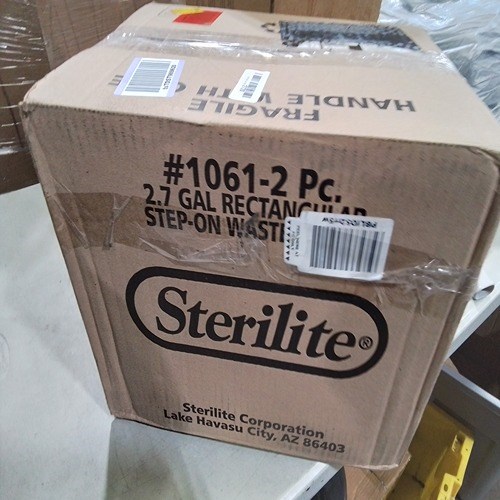 FRAGILE
HANDLE WITH
#1061-2 Pc.
2.7 GAL RECTANGULAR
STEP-ON WASTE
Sterilite®
Sterilite Corporation
Lake Havasu City, AZ 86403